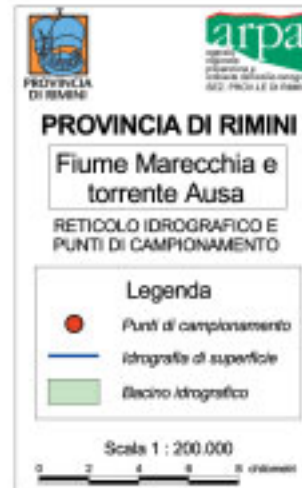 PROVINCIA
DI RIMINI
arpa
PROVINCIA DI RIMINI
Fiume Marecchia e
torrente Ausa
RETICOLO IDROGRAFICO E
PUNTI DI CAMPIONAMENTO
Legenda
Punti di campionamento
Idrografia di superficie
Bacino idrografico
Scala 1 : 200.000
0 2 4 6 8 chilometri